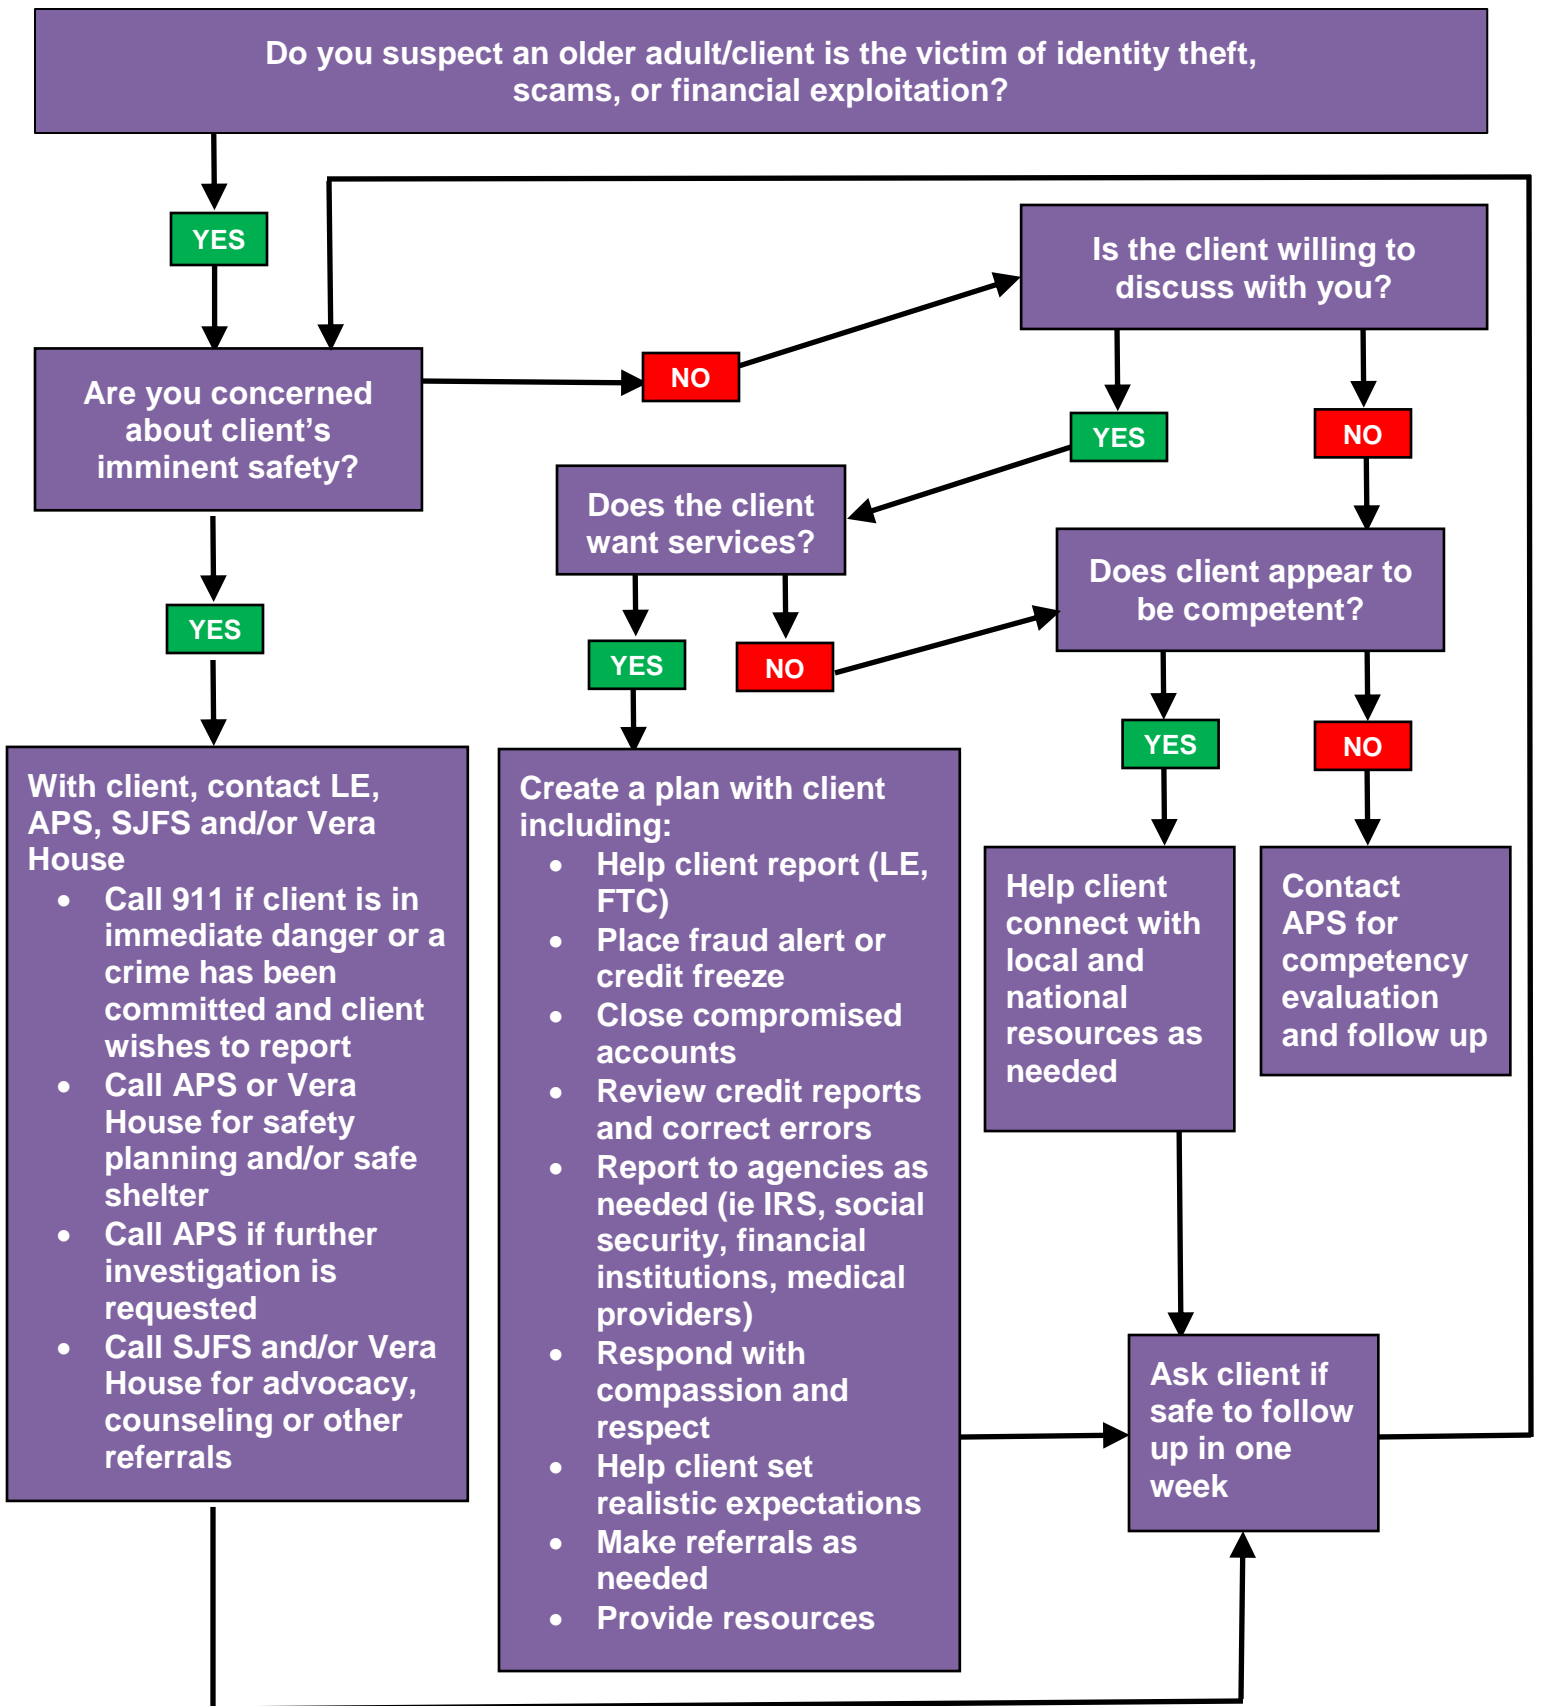 Do you suspect an older adult/client is the victim of identity theft,
scams, or financial exploitation?
YES
Are you concerned
about client’s
imminent safety?
NO
Is the client willing to
discuss with you?
YES
NO
Does the client
want services?
Does client appear to
be competent?
YES
YES
NO
YES
NO
With client, contact LE,
APS, SJFS and/or Vera
House
• Call 911 if client is in
immediate danger or a
crime has been
committed and client
wishes to report
• Call APS or Vera
House for safety
planning and/or safe
shelter
• Call APS if further
investigation is
requested
• Call SJFS and/or Vera
House for advocacy,
counseling or other
referrals
Create a plan with client
including:
• Help client report (LE,
FTC)
• Place fraud alert or
credit freeze
• Close compromised
accounts
• Review credit reports
and correct errors
• Report to agencies as
needed (ie IRS, social
security, financial
institutions, medical
providers)
• Respond with
compassion and
respect
• Help client set
realistic expectations
• Make referrals as
needed
• Provide resources
Help client
connect with
local and
national
resources as
needed
Contact
APS for
competency
evaluation
and follow up
Ask client if
safe to follow
up in one
week